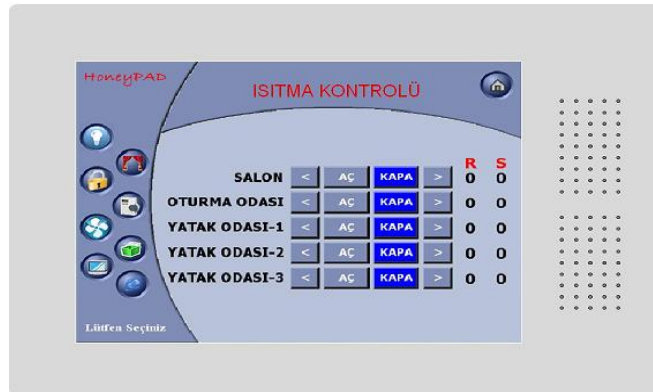 HoneyPAD
ISITMA KONTROLÜ
R S
SALON < AÇ KAPA > 0 0
OTURMA ODASI < AÇ KAPA > 0 0
YATAK ODASI-1 < AÇ KAPA > 0 0
YATAK ODASI-2 < AÇ KAPA > 0 0
YATAK ODASI-3 < AÇ KAPA > 0 0
Lütfen Seçiniz